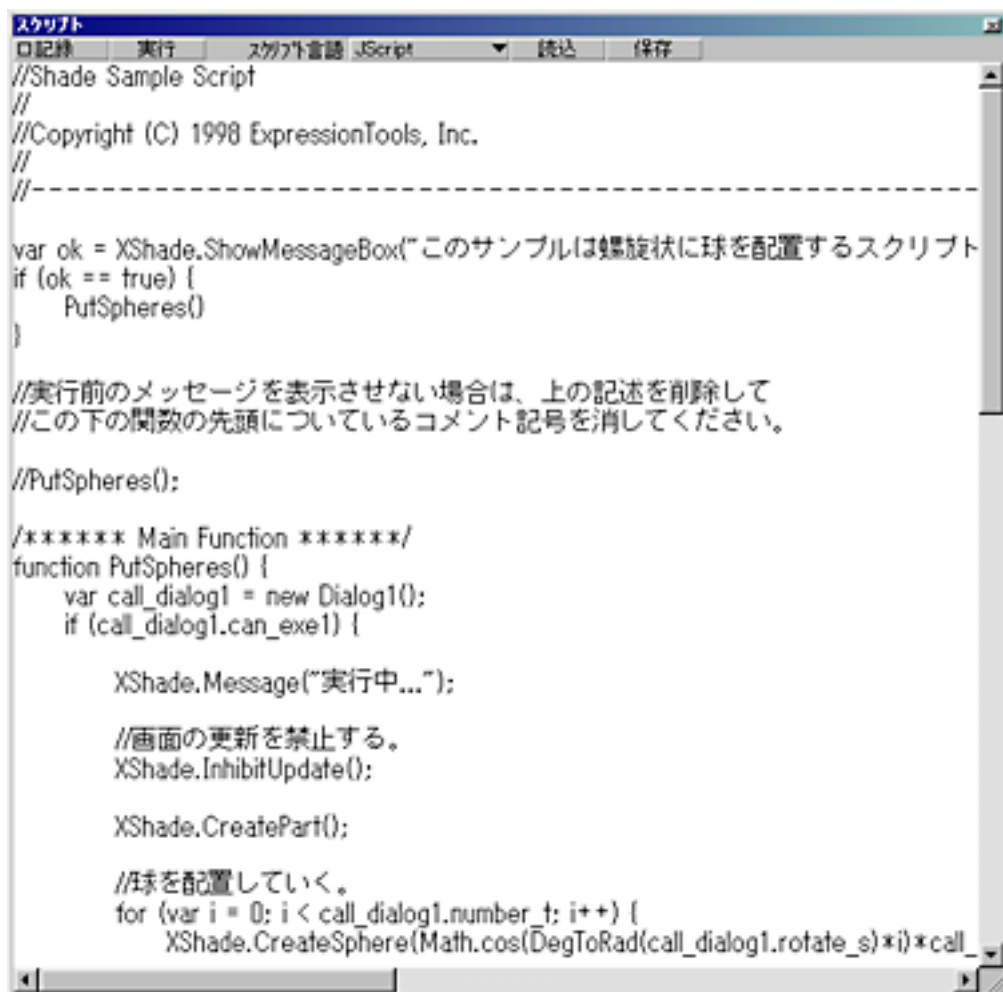 スクリプト
記録 実行 スクリプト言語 JScript 読込 保存
//Shade Sample Script
//
//Copyright (C) 1998 ExpressionTools, Inc.
//
//------------------------------------------------------
var ok = XShade.ShowMessageBox("このサンプルは螺旋状に球を配置するスクリプト
if (ok == true) {
    PutSpheres()
}
//実行前のメッセージを表示させない場合は、上の記述を削除して
//この下の関数の先頭についているコメント記号を消してください。
//PutSpheres();
/****** Main Function ******/
function PutSpheres() {
    var call_dialog1 = new Dialog1();
    if (call_dialog1.can_exe1) {
        XShade.Message("実行中...");
        //画面の更新を禁止する。
        XShade.InhibitUpdate();
        XShade.CreatePart();
        //球を配置していく。
        for (var i = 0; i < call_dialog1.number_t; i++) {
            XShade.CreateSphere(Math.cos(DegToRad(call_dialog1.rotate_s)*i)*call_